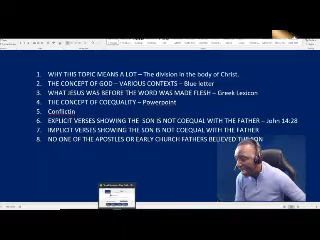 1. WHY THIS TOPIC MEANS A LOT – The division in the body of Christ.
2. THE CONCEPT OF GOD – VARIOUS CONTEXTS – Blue letter
3. WHAT JESUS WAS BEFORE THE WORD WAS MADE FLESH – Greek Lexicon
4. THE CONCEPT OF COEQUALITY – Powerpoint
5. Conflictin
6. EXPLICIT VERSES SHOWING THE SON IS NOT COEQUAL WITH THE FATHER – John 14:28
7. IMPLICIT VERSES SHOWING THE SON IS NOT COEQUAL WITH THE FATHER
8. NO ONE OF THE APOSTLES OR EARLY CHURCH FATHERS BELIEVED THE SON